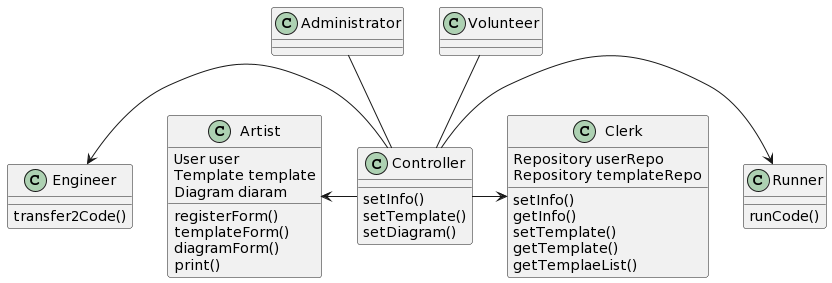 C Administrator
C Volunteer
C Engineer
transfer2Code()
C Artist
User user
Template template
Diagram diaram
registerForm()
templateForm()
diagramForm()
print()
C Controller
setInfo()
setTemplate()
setDiagram()
C Clerk
Repository userRepo
Repository templateRepo
setInfo()
getInfo()
setTemplate()
getTemplate()
getTemplaeList()
C Runner
runCode()